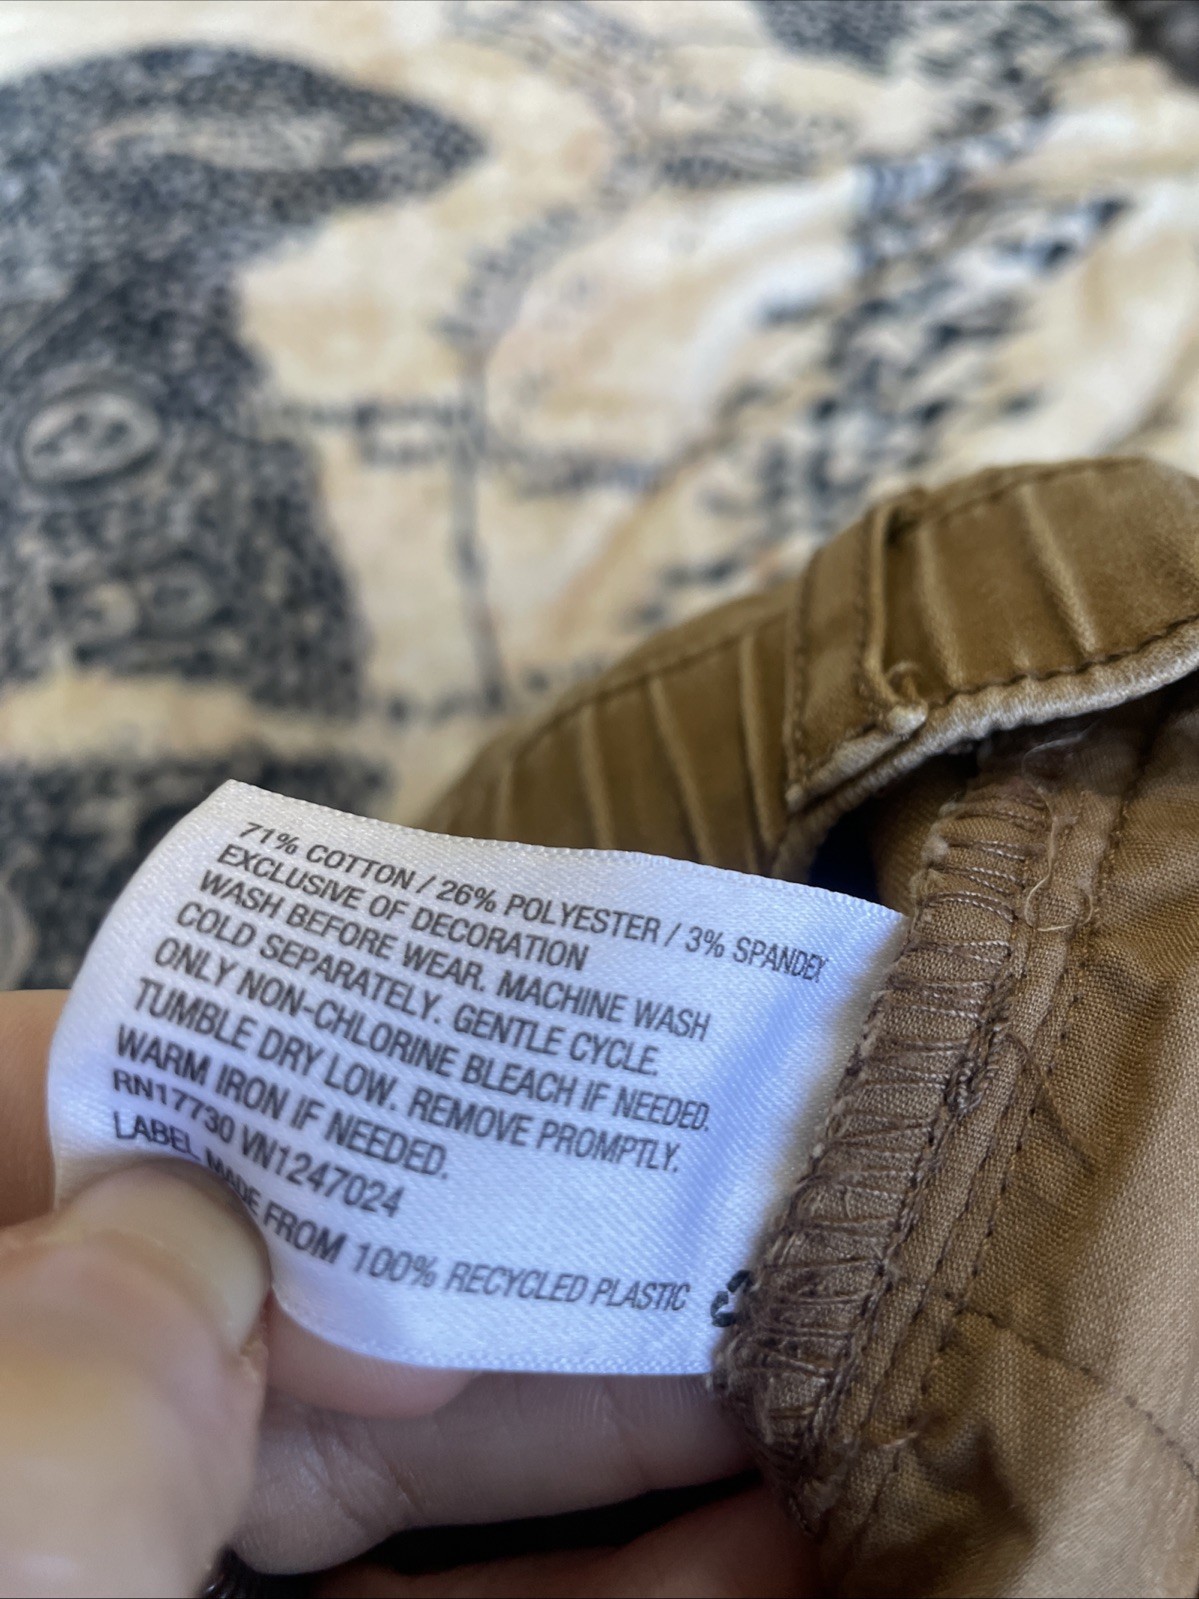 71% COTTON / 26% POLYESTER / 3% SPANDEX
EXCLUSIVE OF DECORATION
WASH BEFORE WEAR. MACHINE WASH
COLD SEPARATELY. GENTLE CYCLE.
ONLY NON-CHLORINE BLEACH IF NEEDED.
TUMBLE DRY LOW. REMOVE PROMPTLY.
WARM IRON IF NEEDED.
RN17730 VN1247024
LABEL MADE FROM 100% RECYCLED PLASTIC